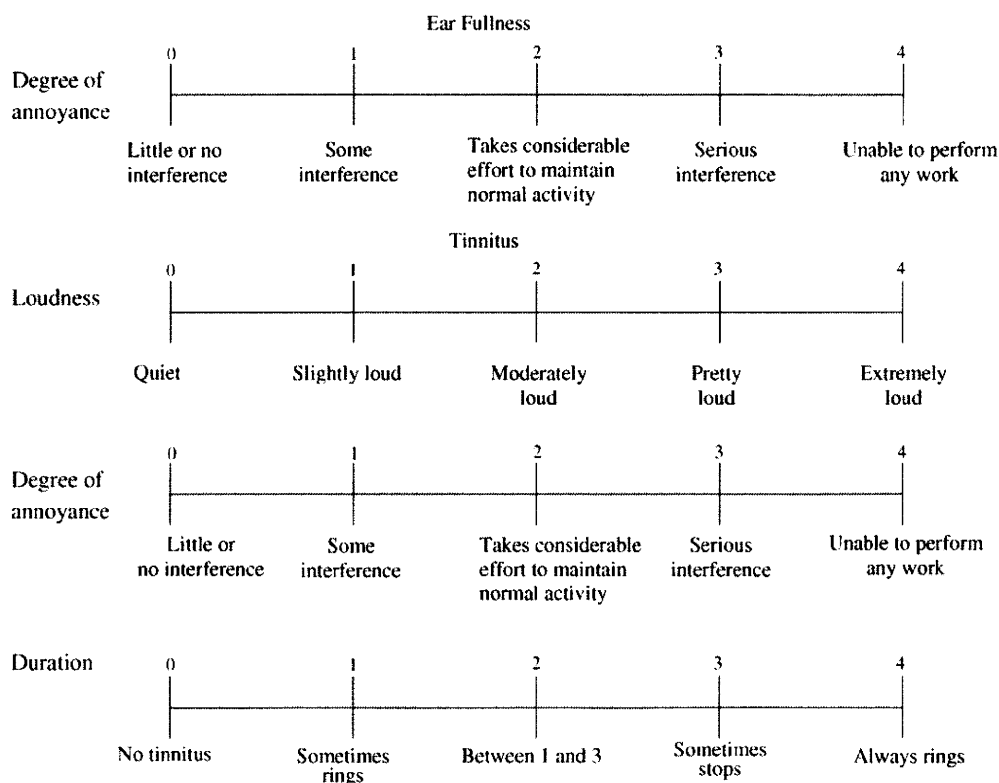 Ear Fullness
0 1 2 3 4
Degree of
annoyance
Little or no Some Takes considerable Serious Unable to perform
interference interference effort to maintain interference any work
normal activity
Tinnitus
0 1 2 3 4
Loudness
Quiet Slightly loud Moderately Pretty Extremely
loud loud loud
0 1 2 3 4
Degree of
annoyance
Little or Some Takes considerable Serious Unable to perform
no interference interference effort to maintain interference any work
normal activity
Duration 0 1 2 3 4
No tinnitus Sometimes Between 1 and 3 Sometimes Always rings
rings stops